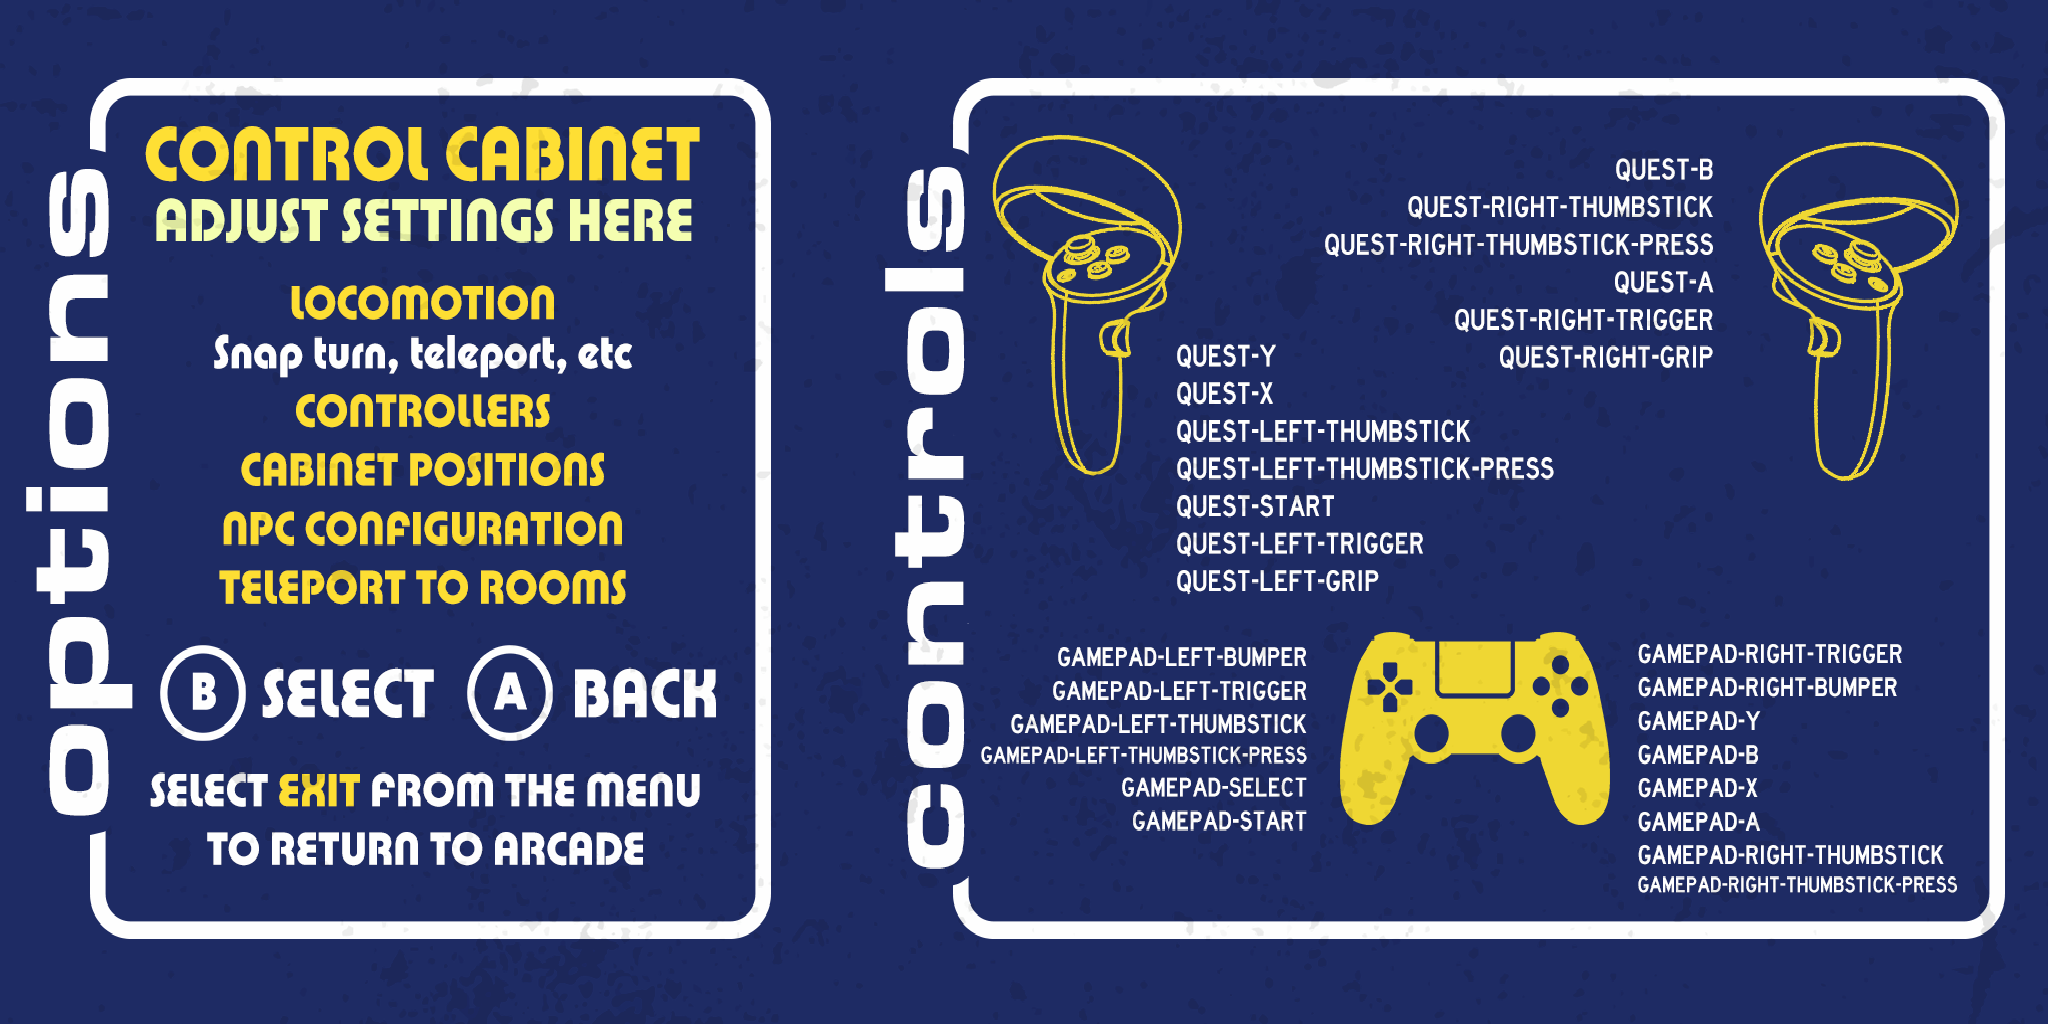 options
CONTROL CABINET
ADJUST SETTINGS HERE
LOCOMOTION
Snap turn, teleport, etc
CONTROLLERS
CABINET POSITIONS
NPC CONFIGURATION
TELEPORT TO ROOMS
B SELECT A BACK
SELECT EXIT FROM THE MENU
TO RETURN TO ARCADE
controls
QUEST-B
QUEST-RIGHT-THUMBSTICK
QUEST-RIGHT-THUMBSTICK-PRESS
QUEST-A
QUEST-RIGHT-TRIGGER
QUEST-RIGHT-GRIP
QUEST-Y
QUEST-X
QUEST-LEFT-THUMBSTICK
QUEST-LEFT-THUMBSTICK-PRESS
QUEST-START
QUEST-LEFT-TRIGGER
QUEST-LEFT-GRIP
GAMEPAD-LEFT-BUMPER
GAMEPAD-LEFT-TRIGGER
GAMEPAD-LEFT-THUMBSTICK
GAMEPAD-LEFT-THUMBSTICK-PRESS
GAMEPAD-SELECT
GAMEPAD-START
GAMEPAD-RIGHT-TRIGGER
GAMEPAD-RIGHT-BUMPER
GAMEPAD-Y
GAMEPAD-B
GAMEPAD-X
GAMEPAD-A
GAMEPAD-RIGHT-THUMBSTICK
GAMEPAD-RIGHT-THUMBSTICK-PRESS